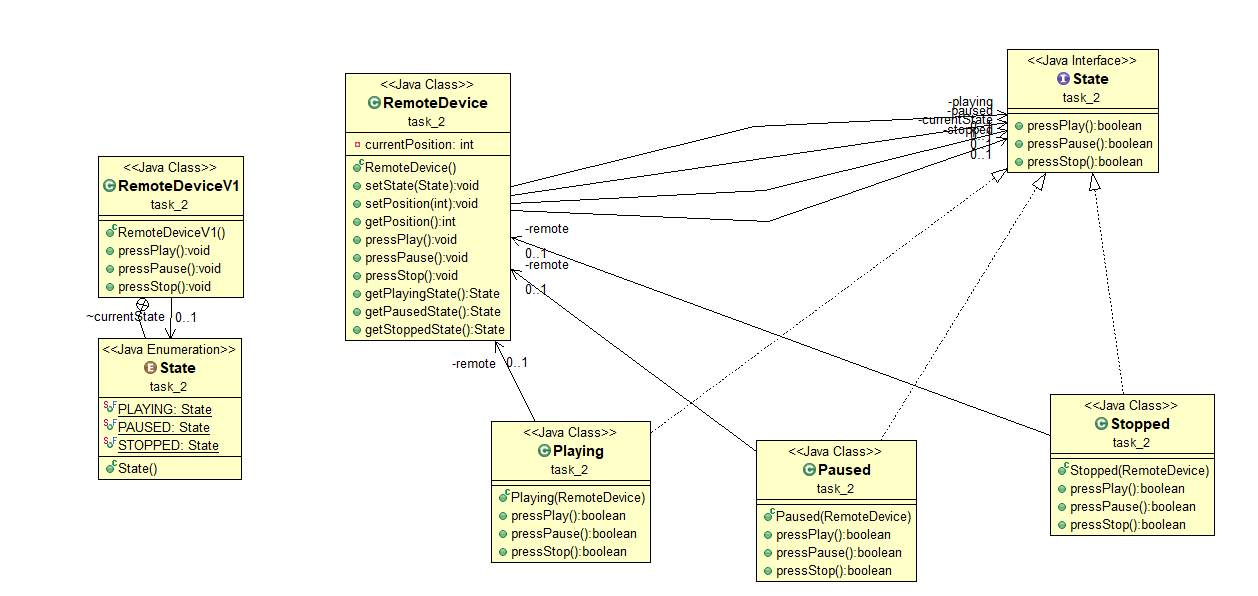 <<Java Class>>
RemoteDeviceV1
task_2
RemoteDeviceV1()
pressPlay():void
pressPause():void
pressStop():void
~currentState
0..1
<<Java Enumeration>>
State
task_2
PLAYING: State
PAUSED: State
STOPPED: State
State()
<<Java Class>>
RemoteDevice
task_2
currentPosition: int
RemoteDevice()
setState(State):void
setPosition(int):void
getPosition():int
pressPlay():void
pressPause():void
pressStop():void
getPlayingState():State
getPausedState():State
getStoppedState():State
-playing
-paused
-currentState
-stopped
0..1
0..1
0..1
<<Java Interface>>
State
task_2
pressPlay():boolean
pressPause():boolean
pressStop():boolean
-remote
0..1
-remote
0..1
-remote
0..1
<<Java Class>>
Playing
task_2
Playing(RemoteDevice)
pressPlay():boolean
pressPause():boolean
pressStop():boolean
<<Java Class>>
Paused
task_2
Paused(RemoteDevice)
pressPlay():boolean
pressPause():boolean
pressStop():boolean
<<Java Class>>
Stopped
task_2
Stopped(RemoteDevice)
pressPlay():boolean
pressPause():boolean
pressStop():boolean